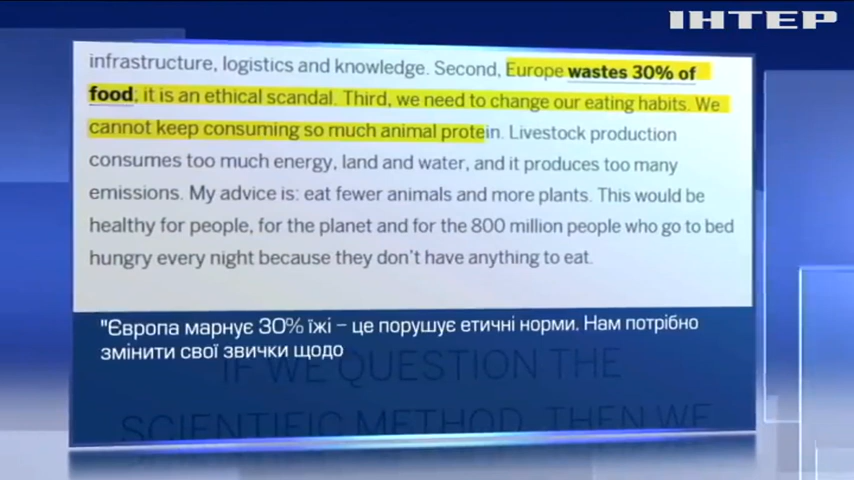 ІНТЕР
infrastructure, logistics and knowledge. Second, Europe wastes 30% of
food; it is an ethical scandal. Third, we need to change our eating habits. We
cannot keep consuming so much animal protein. Livestock production
consumes too much energy, land and water, and it produces too many
emissions. My advice is: eat fewer animals and more plants. This would be
healthy for people, for the planet and for the 800 million people who go to bed
hungry every night because they don't have anything to eat.
"Європа марнує 30% їжі – це порушує етичні норми. Нам потрібно
змінити свої звички щодо
IF WE QUESTION THE
SCIENTIFIC METHOD, THEN WE